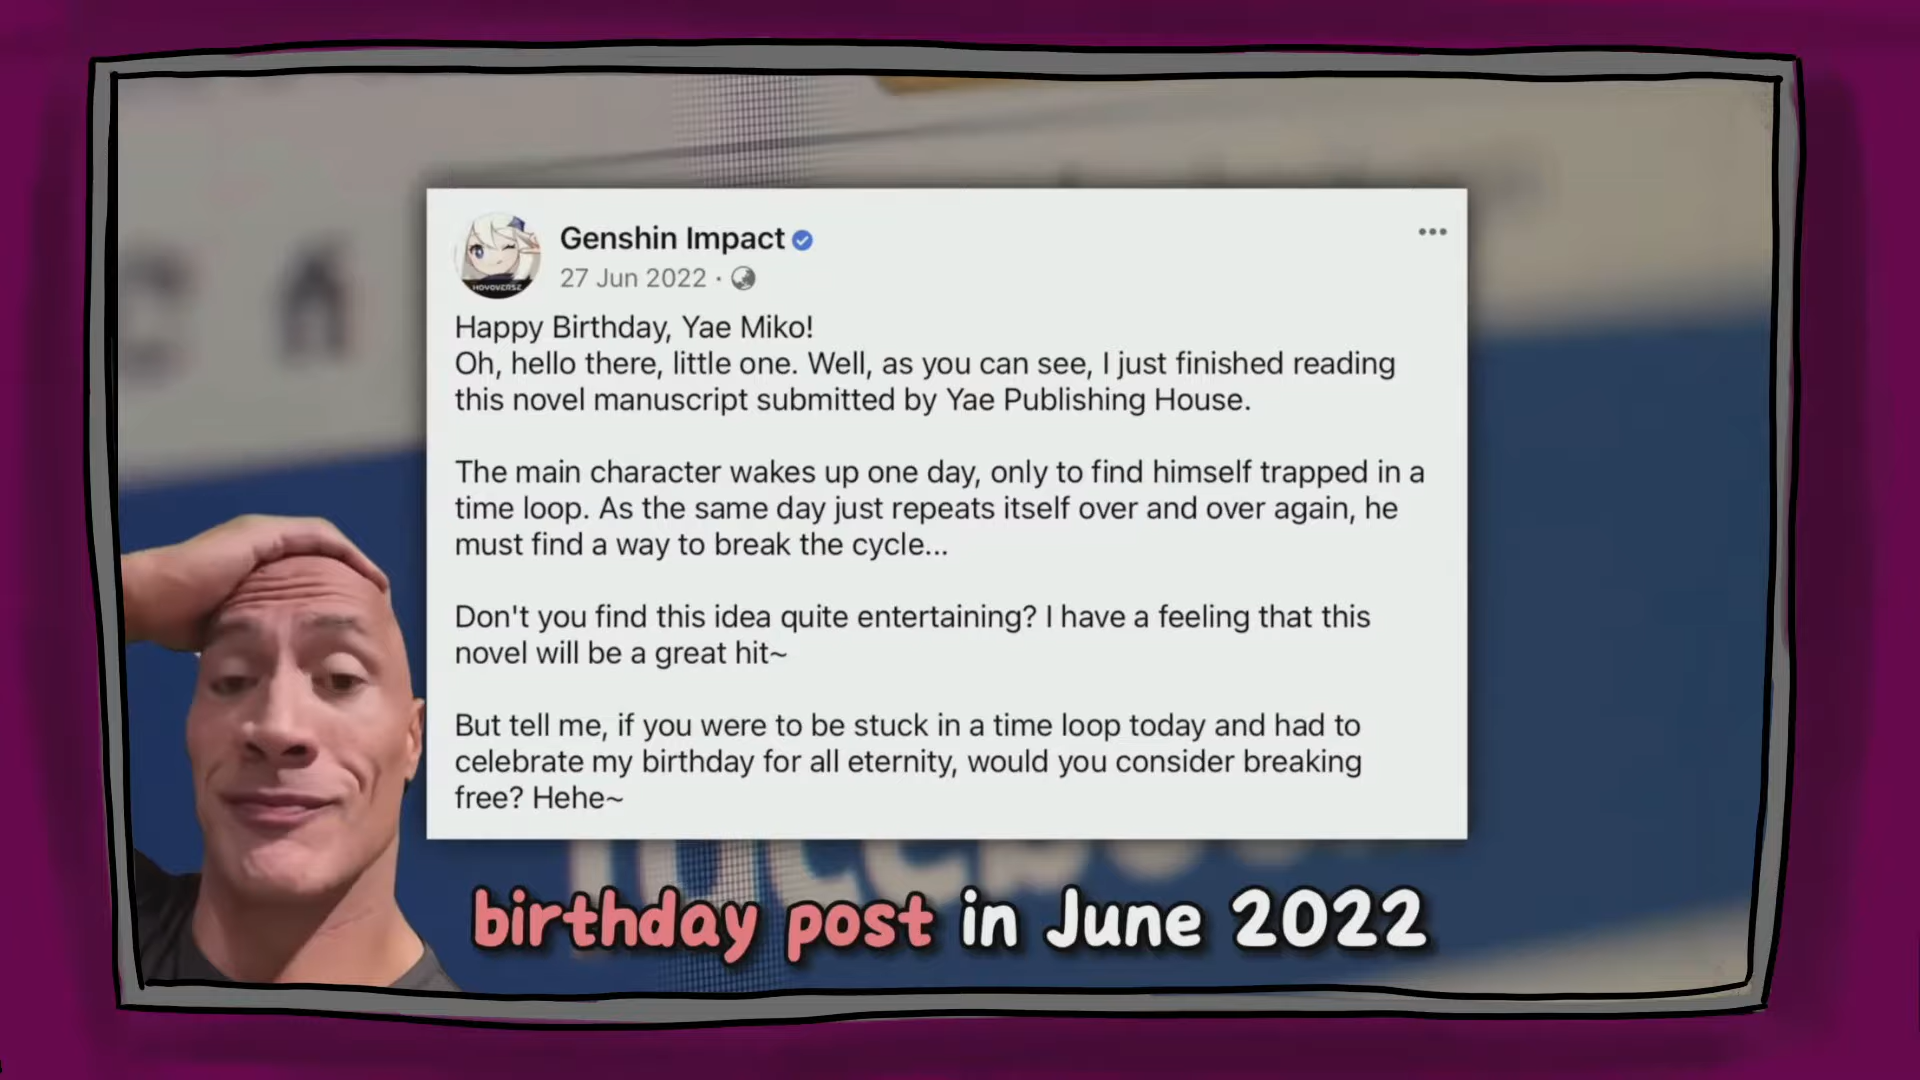 Genshin Impact
27 Jun 2022 ·
HOYOVERSE
Happy Birthday, Yae Miko!
Oh, hello there, little one. Well, as you can see, I just finished reading
this novel manuscript submitted by Yae Publishing House.
The main character wakes up one day, only to find himself trapped in a
time loop. As the same day just repeats itself over and over again, he
must find a way to break the cycle...
Don't you find this idea quite entertaining? I have a feeling that this
novel will be a great hit~
But tell me, if you were to be stuck in a time loop today and had to
celebrate my birthday for all eternity, would you consider breaking
free? Hehe~
birthday post in June 2022